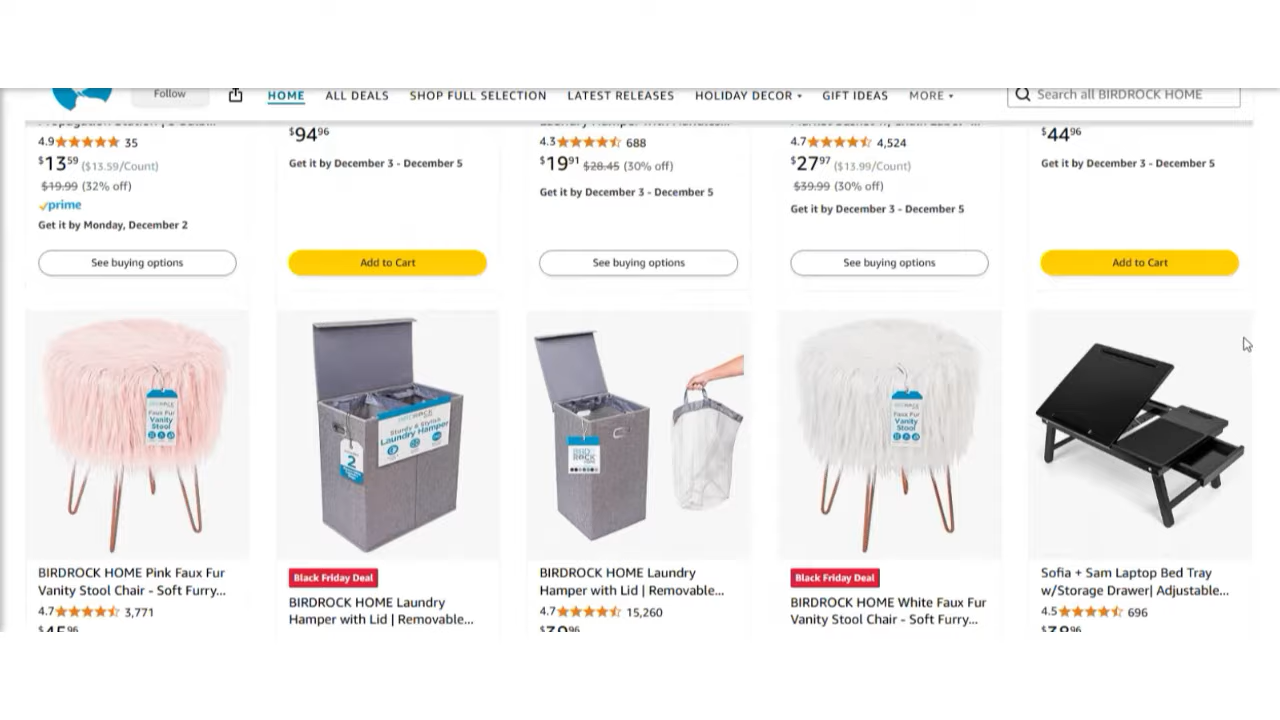 Follow
HOME
ALL DEALS
SHOP FULL SELECTION
LATEST RELEASES
HOLIDAY DECOR
GIFT IDEAS
MORE
Search all BIRDROCK HOME
4.9 35
$13.59 ($13.59/Count)
$19.99 (32% off)
prime
Get it by Monday, December 2
See buying options
$94.96
Get it by December 3 - December 5
Add to Cart
4.3 688
$19.91 $28.45 (30% off)
Get it by December 3 - December 5
See buying options
4.7 4,524
$27.97 ($13.99/Count)
$39.99 (30% off)
Get it by December 3 - December 5
See buying options
$44.96
Get it by December 3 - December 5
Add to Cart
Faux Fur
Vanity
Stool
BIRDROCK HOME Pink Faux Fur
Vanity Stool Chair - Soft Furry...
4.7 3,771
Sturdy & Stylish
Laundry Hamper
2
Black Friday Deal
BIRDROCK HOME Laundry
Hamper with Lid | Removable...
BIRDROCK HOME Laundry
Hamper with Lid | Removable...
4.7 15,260
Faux Fur
Vanity
Stool
Black Friday Deal
BIRDROCK HOME White Faux Fur
Vanity Stool Chair - Soft Furry...
Sofia + Sam Laptop Bed Tray
w/Storage Drawer| Adjustable...
4.5 696